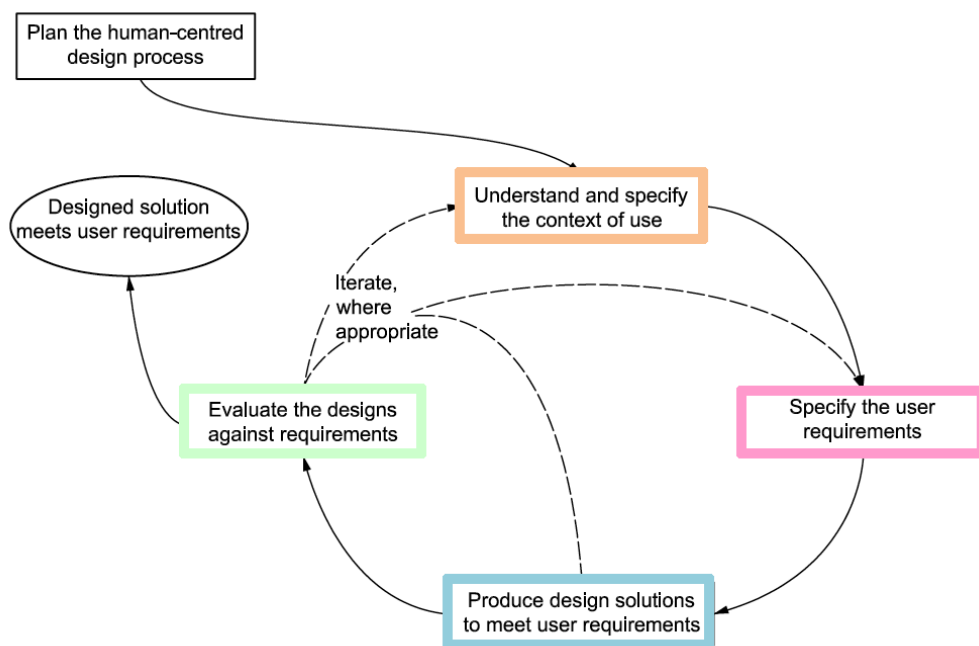 Plan the human-centred
design process
Understand and specify
the context of use
Designed solution
meets user requirements
Iterate,
where
appropriate
Evaluate the designs
against requirements
Specify the user
requirements
Produce design solutions
to meet user requirements